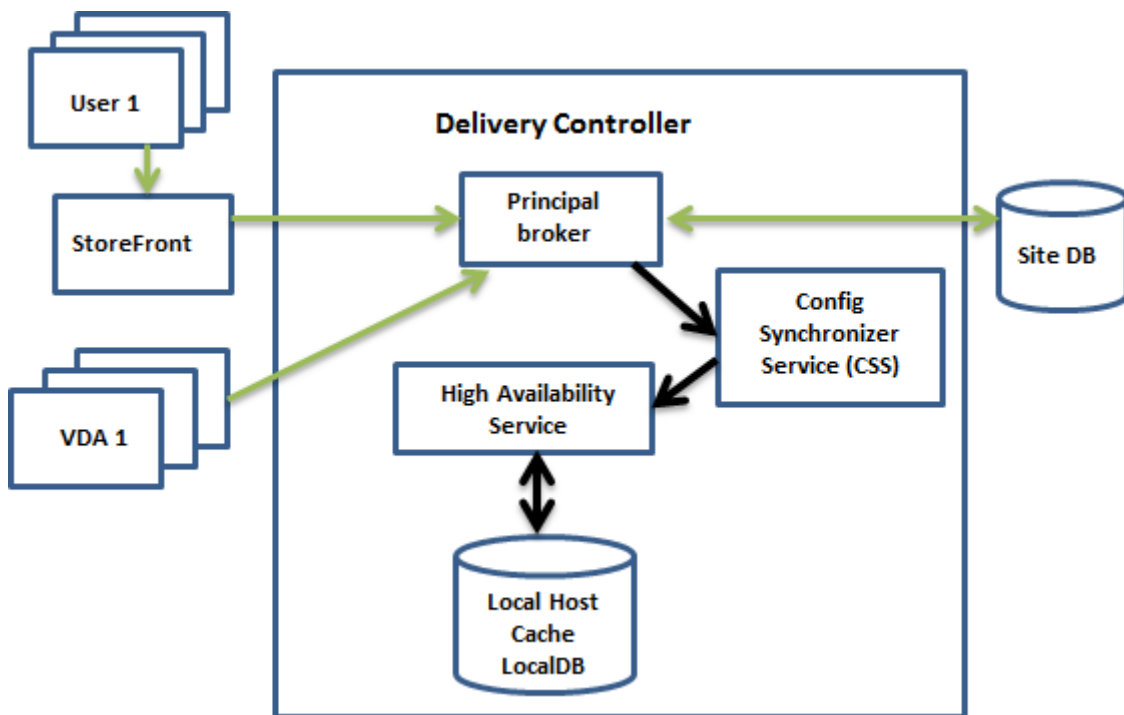 User 1
Delivery Controller
Principal
broker
StoreFront
Site DB
Config
Synchronizer
Service (CSS)
High Availability
Service
VDA 1
Local Host
Cache
LocalDB